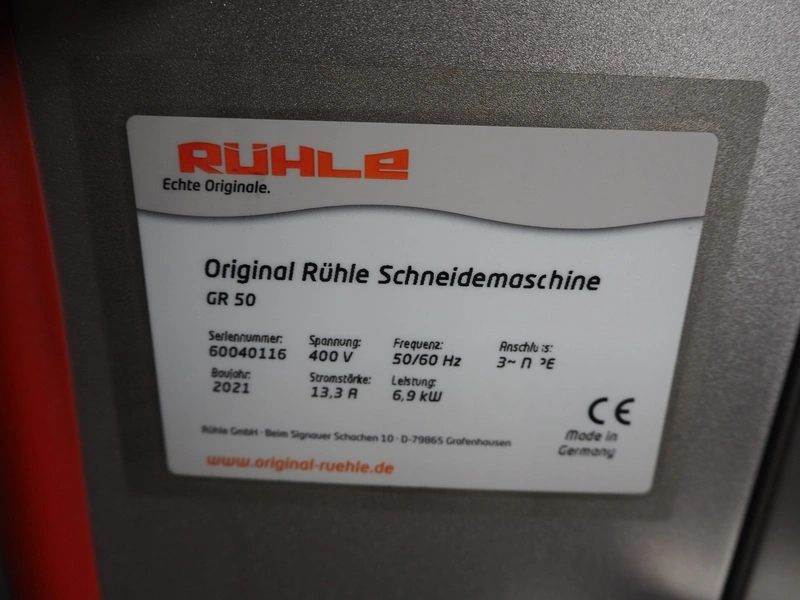 RÜHLE
Echte Originale.
Original Rühle Schneidemaschine
GR 50
Seriennummer: Spannung: Frequenz:
60040116 400 V 50/60 Hz 3~
Baujahr: Stromstärke: Leistung:
2021 13,3 A 6,9 kW
CE
Made in
Germany
Rühle GmbH · Beim Signauer Schachen 10 · D-79865 Grafenhausen
www.original-ruehle.de